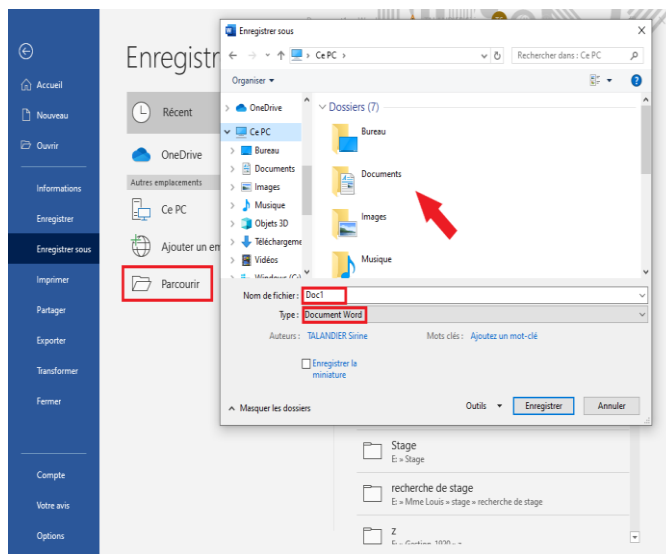 Enregistr
Accueil
Nouveau
Ouvrir
Informations
Enregistrer
Enregistrer sous
Imprimer
Partager
Exporter
Transformer
Fermer
Compte
Votre avis
Options
Récent
OneDrive
Autres emplacements
Ce PC
Ajouter un em
Parcourir
Enregistrer sous
Ce PC
Rechercher dans : Ce PC
Organiser
OneDrive
Ce PC
Bureau
Documents
Images
Musique
Objets 3D
Téléchargeme
Vidéos
Windows (C:)
Dossiers (7)
Bureau
Documents
Images
Musique
Nom de fichier : Doc1
Type : Document Word
Auteurs : TALANDIER Sirine
Mots clés : Ajoutez un mot-clé
Enregistrer la
miniature
Masquer les dossiers
Outils
Enregistrer
Annuler
Stage
E: » Stage
recherche de stage
E: » Mme Louis » stage » recherche de stage
z